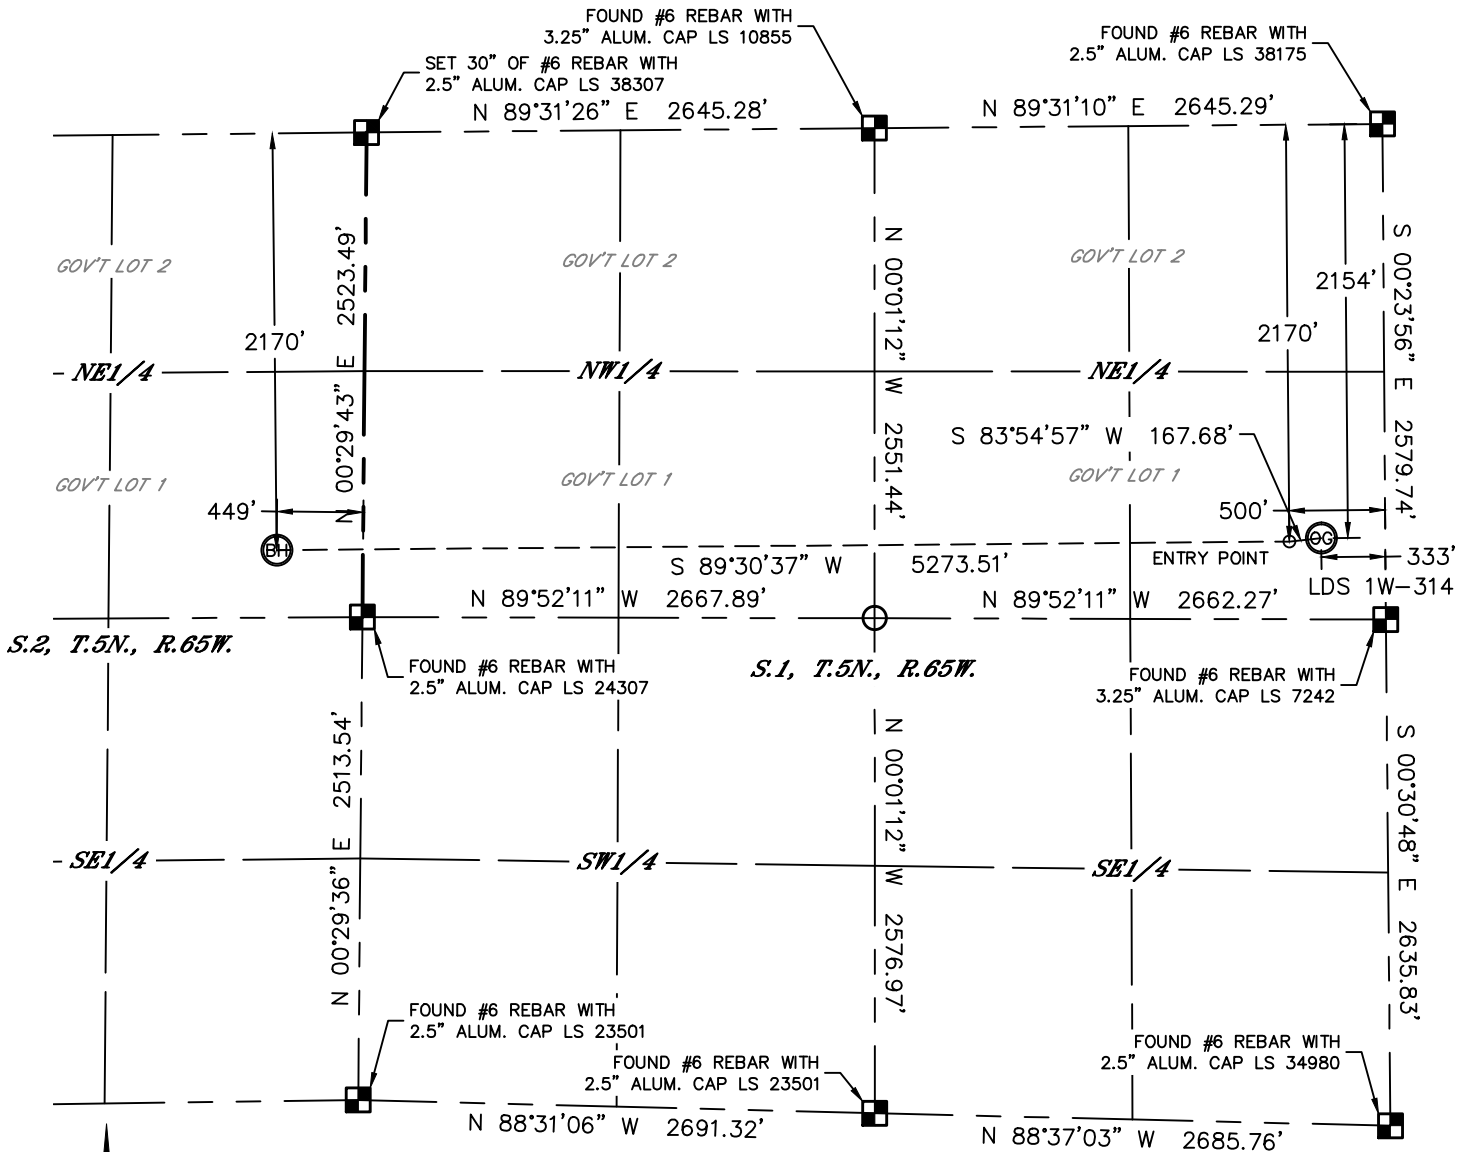 FOUND #6 REBAR WITH
3.25" ALUM. CAP LS 10855
FOUND #6 REBAR WITH
2.5" ALUM. CAP LS 38175
SET 30" OF #6 REBAR WITH
2.5" ALUM. CAP LS 38307
N 89°31'26" E 2645.28'
N 89°31'10" E 2645.29'
GOV'T LOT 2
GOV'T LOT 2
GOV'T LOT 2
N 00°29'43" E 2523.49'
N 00°01'12" W 2551.44'
S 00°23'56" E 2579.74'
2170'
2170'
2154'
NE1/4
NW1/4
NE1/4
S 83°54'57" W 167.68'
GOV'T LOT 1
GOV'T LOT 1
GOV'T LOT 1
449'
500'
BH
OG
S 89°30'37" W 5273.51'
ENTRY POINT
333'
LDS 1W-314
N 89°52'11" W 2667.89'
N 89°52'11" W 2662.27'
S.2, T.5N., R.65W.
S.1, T.5N., R.65W.
FOUND #6 REBAR WITH
2.5" ALUM. CAP LS 24307
FOUND #6 REBAR WITH
3.25" ALUM. CAP LS 7242
N 00°29'36" E 2513.54'
N 00°01'12" W 2576.97'
S 00°30'48" E 2635.83'
SE1/4
SW1/4
SE1/4
FOUND #6 REBAR WITH
2.5" ALUM. CAP LS 23501
FOUND #6 REBAR WITH
2.5" ALUM. CAP LS 23501
FOUND #6 REBAR WITH
2.5" ALUM. CAP LS 34980
N 88°31'06" W 2691.32'
N 88°37'03" W 2685.76'